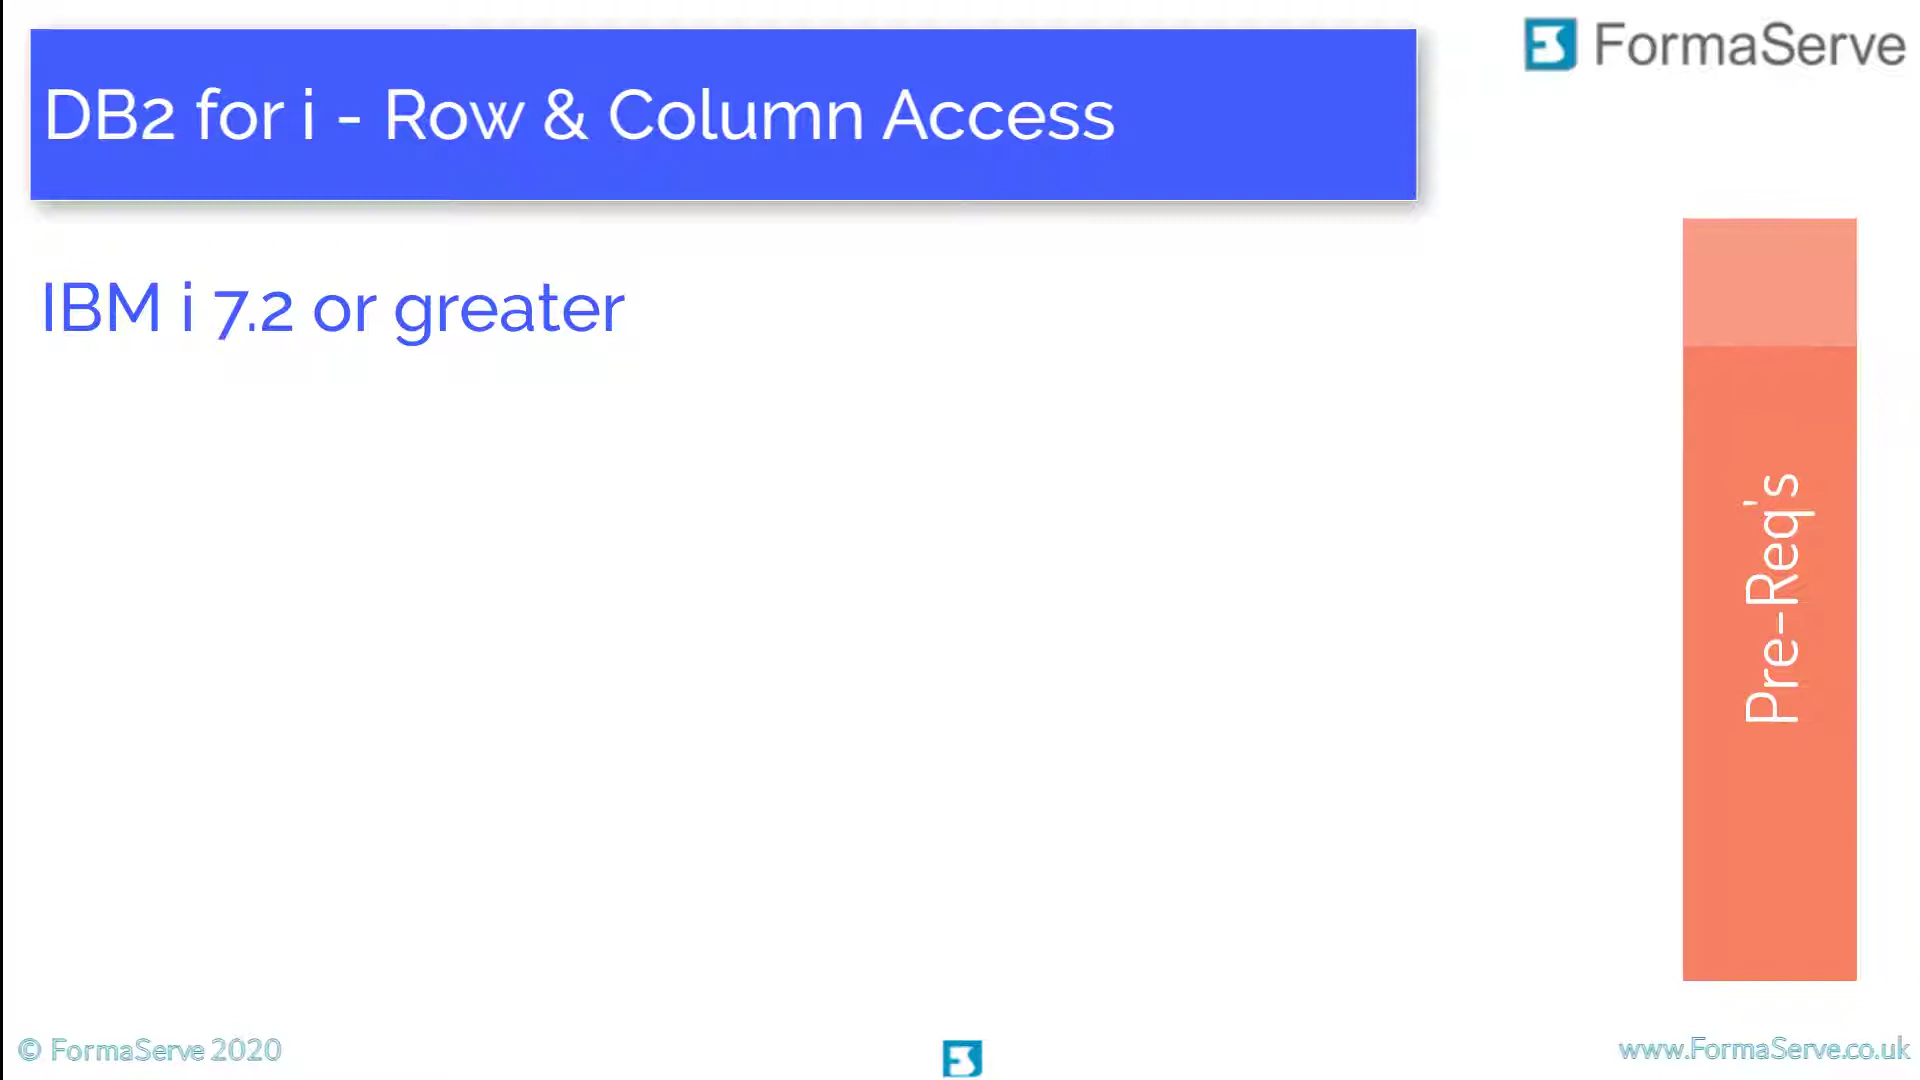 DB2 for i - Row & Column Access
FormaServe
IBM i 7.2 or greater
Pre-Req's
© FormaServe 2020
www.FormaServe.co.uk